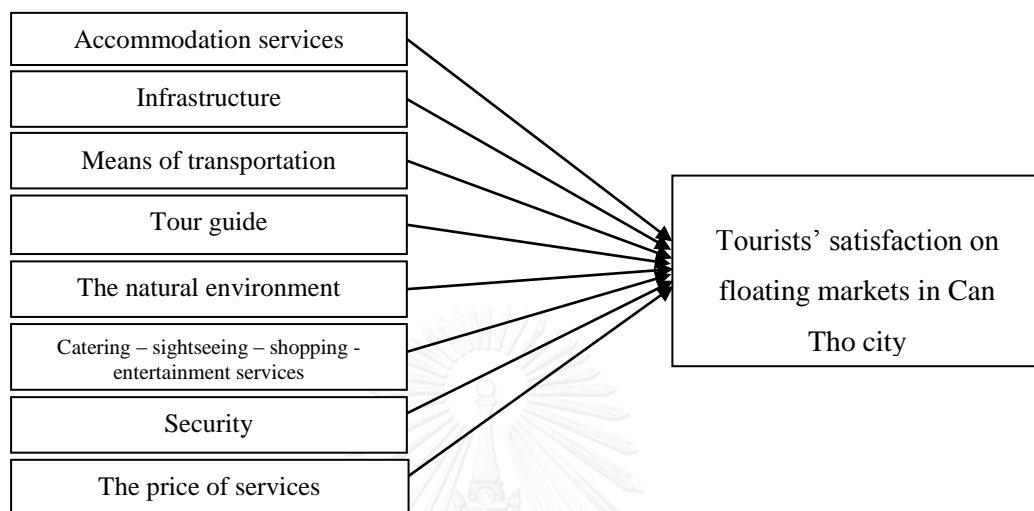 Accommodation services
Infrastructure
Means of transportation
Tour guide
The natural environment
Catering – sightseeing – shopping -
entertainment services
Security
The price of services
Tourists’ satisfaction on
floating markets in Can
Tho city